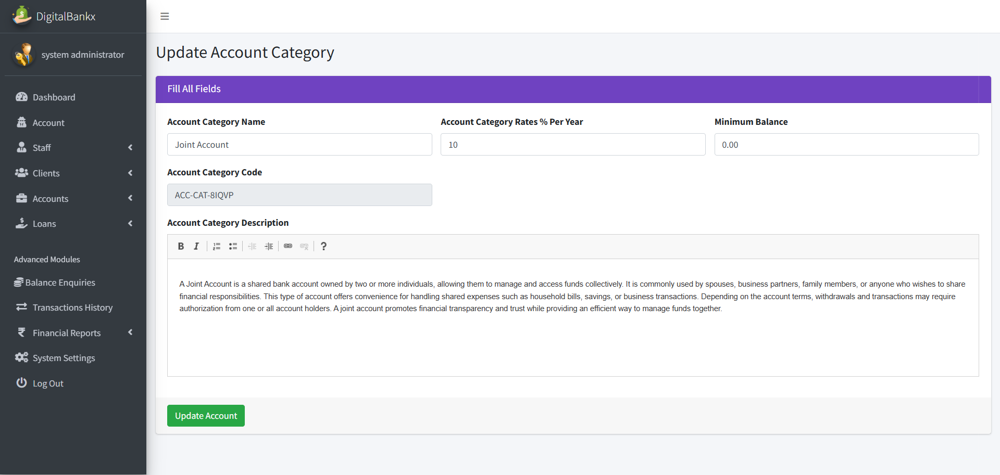 DigitalBankx
system administrator
Dashboard
Account
Staff
Clients
Accounts
Loans
Advanced Modules
Balance Enquiries
Transactions History
Financial Reports
System Settings
Log Out
Update Account Category
Fill All Fields
Account Category Name
Account Category Rates % Per Year
Minimum Balance
Joint Account
10
0.00
Account Category Code
ACC-CAT-8IQVP
Account Category Description
A Joint Account is a shared bank account owned by two or more individuals, allowing them to manage and access funds collectively. It is commonly used by spouses, business partners, family members, or anyone who wishes to share
financial responsibilities. This type of account offers convenience for handling shared expenses such as household bills, savings, or business transactions. Depending on the account terms, withdrawals and transactions may require
authorization from one or all account holders. A joint account promotes financial transparency and trust while providing an efficient way to manage funds together.
Update Account